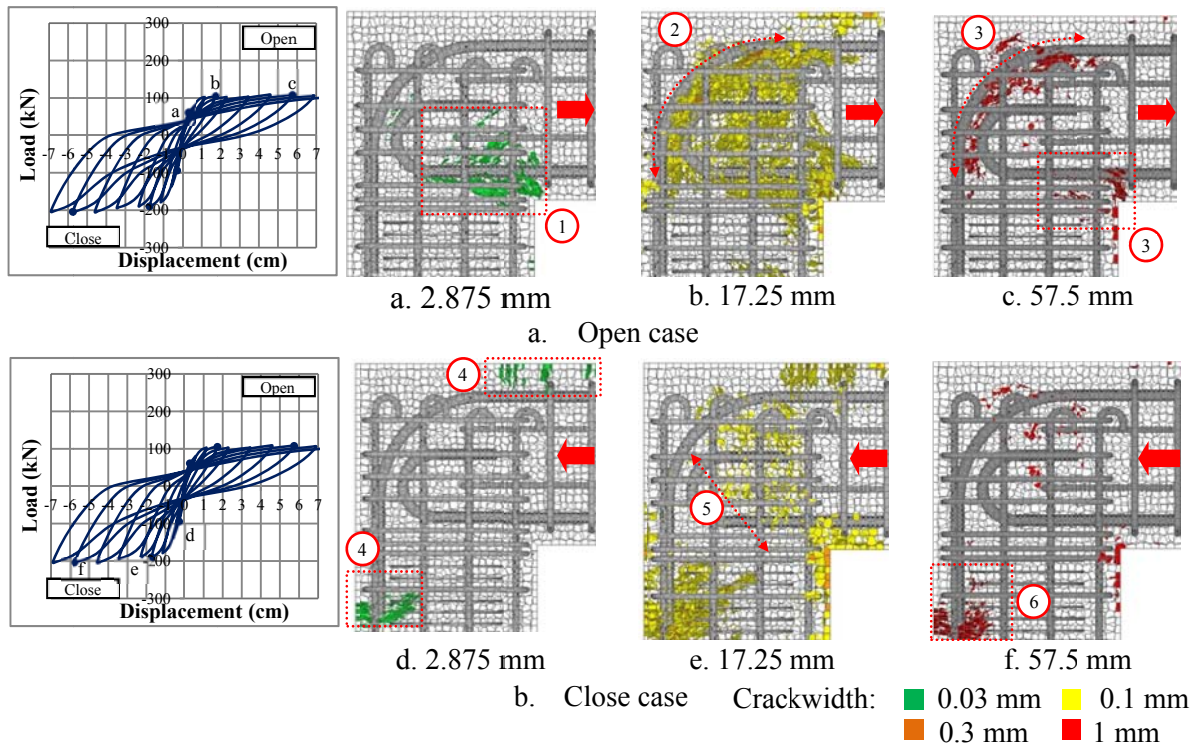 300
Open
200
b
c
100
a
0
-7 -6 -5 -4 -3 -2 -1 0 1 2 3 4 5 6 7
-100
-200
Close
-300
Load (kN)
Displacement (cm)
1
2
3
3
a. 2.875 mm
b. 17.25 mm
c. 57.5 mm
a. Open case
300
Open
200
100
0
-7 -6 -5 -4 -3 -2 -1 0 1 2 3 4 5 6 7
d
f
e
Close
-300
Load (kN)
Displacement (cm)
4
4
5
6
d. 2.875 mm
e. 17.25 mm
f. 57.5 mm
b. Close case
Crackwidth:
0.03 mm
0.1 mm
0.3 mm
1 mm